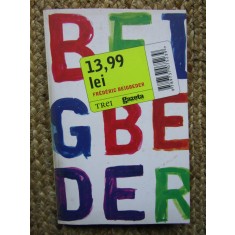 BEI
13,99
lei
FRÉDÉRIC BEIGBEDER
TREI
gazeta
GBE
DER